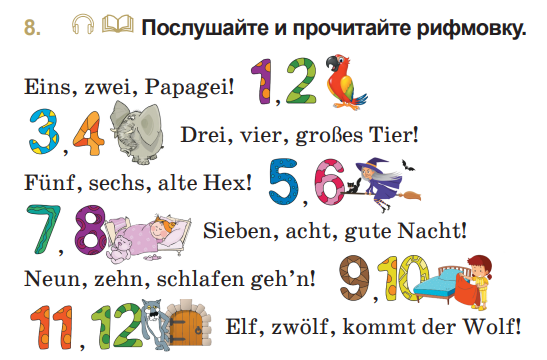 8. Послушайте и прочитайте рифмовку.
Eins, zwei, Papagei! 1, 2
3, 4 Drei, vier, großes Tier!
Fünf, sechs, alte Hex! 5, 6
7, 8 Sieben, acht, gute Nacht!
Neun, zehn, schlafen geh’n! 9, 10
11, 12 Elf, zwölf, kommt der Wolf!